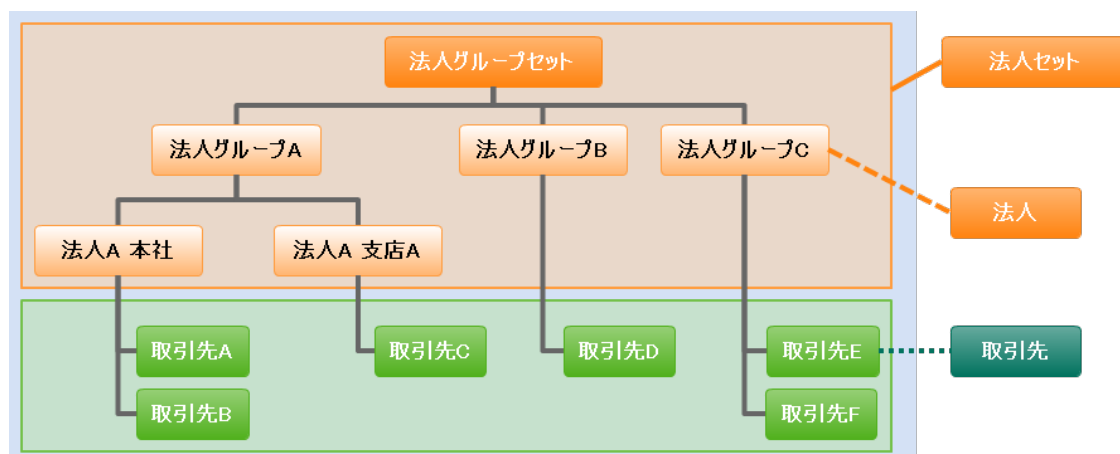 法人グループセット
法人セット
法人グループA
法人グループB
法人グループC
法人
法人A 本社
法人A 支店A
取引先A
取引先C
取引先D
取引先E
取引先
取引先B
取引先F